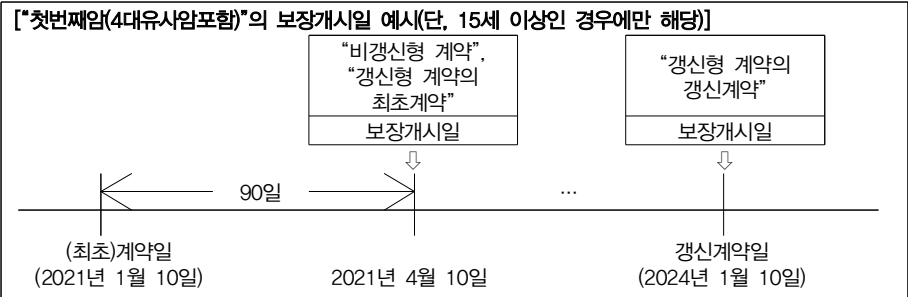 [“첫번째암(4대유사암포함)”의 보장개시일 예시(단, 15세 이상인 경우에만 해당)]
“비갱신형 계약”,
“갱신형 계약의
최초계약”
보장개시일
“갱신형 계약의
갱신계약”
보장개시일
90일
...
(최초)계약일
(2021년 1월 10일)
2021년 4월 10일
갱신계약일
(2024년 1월 10일)